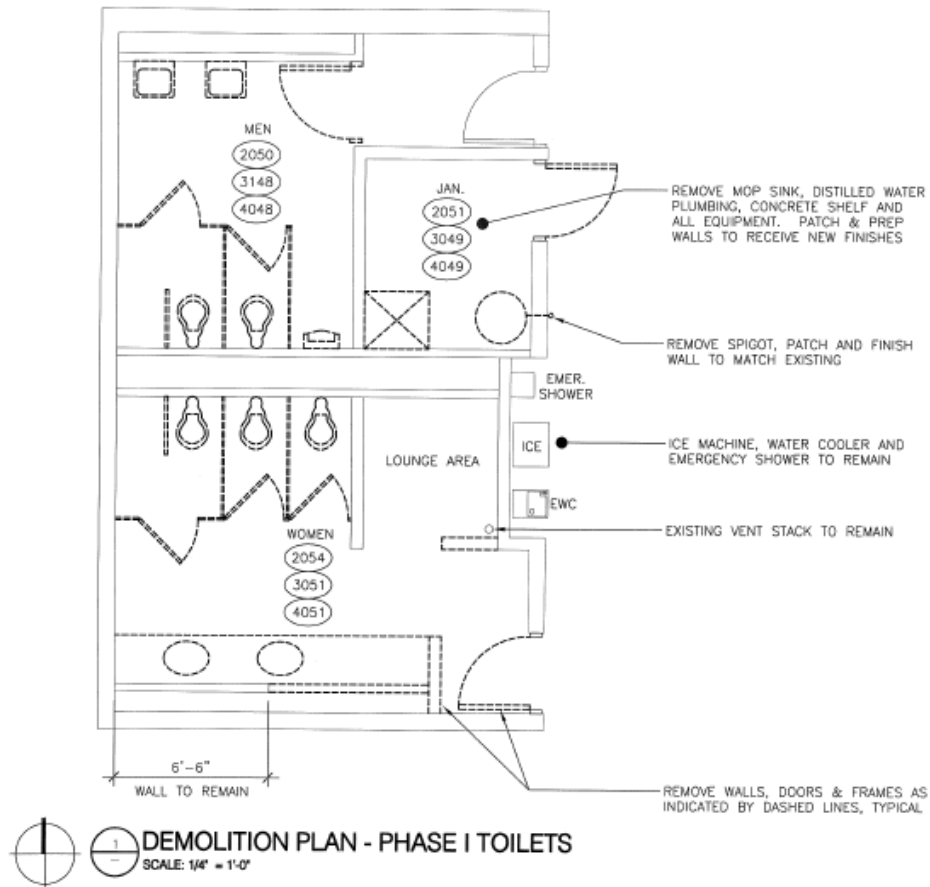 MEN
2050
3148
4048
JAN.
2051
3049
4049
REMOVE MOP SINK, DISTILLED WATER
PLUMBING, CONCRETE SHELF AND
ALL EQUIPMENT. PATCH & PREP
WALLS TO RECEIVE NEW FINISHES
REMOVE SPIGOT, PATCH AND FINISH
WALL TO MATCH EXISTING
EMER.
SHOWER
ICE
ICE MACHINE, WATER COOLER AND
EMERGENCY SHOWER TO REMAIN
LOUNGE AREA
EWC
EXISTING VENT STACK TO REMAIN
WOMEN
2054
3051
4051
6'-6"
WALL TO REMAIN
REMOVE WALLS, DOORS & FRAMES AS
INDICATED BY DASHED LINES, TYPICAL
1
–
DEMOLITION PLAN - PHASE I TOILETS
SCALE: 1/4" = 1'-0"